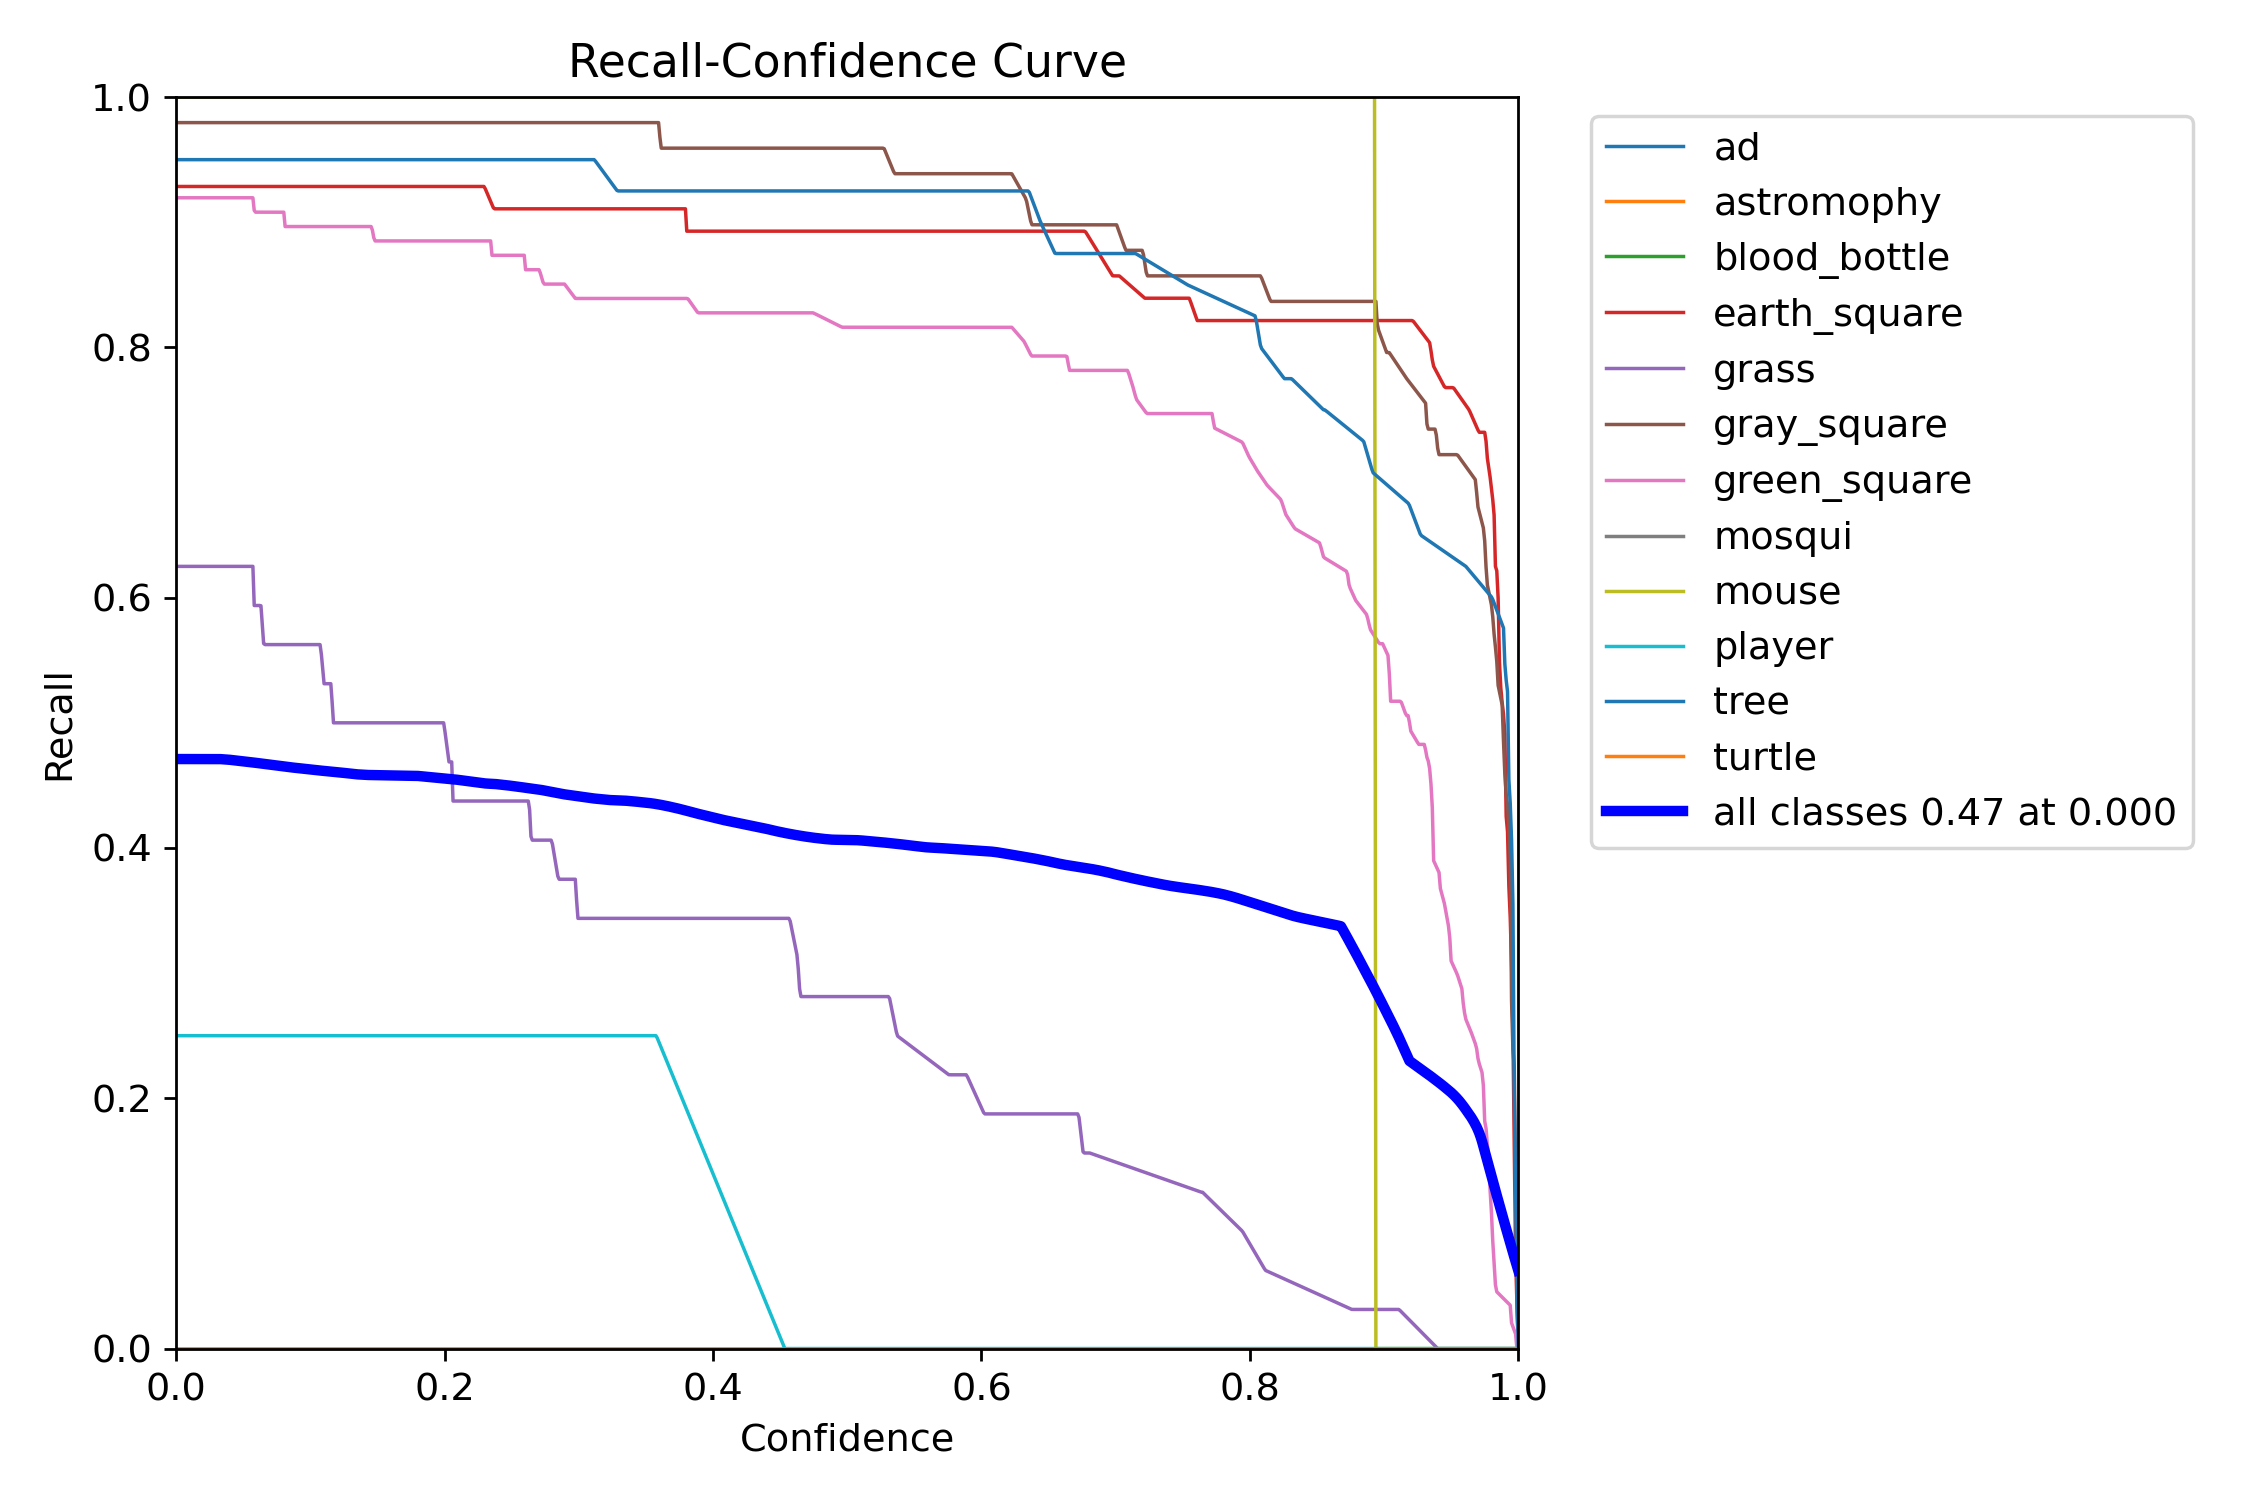 Recall-Confidence Curve
1.0
0.8
0.6
0.4
0.2
0.0
Recall
0.0 0.2 0.4 0.6 0.8 1.0
Confidence
ad
astromophy
blood_bottle
earth_square
grass
gray_square
green_square
mosqui
mouse
player
tree
turtle
all classes 0.47 at 0.000